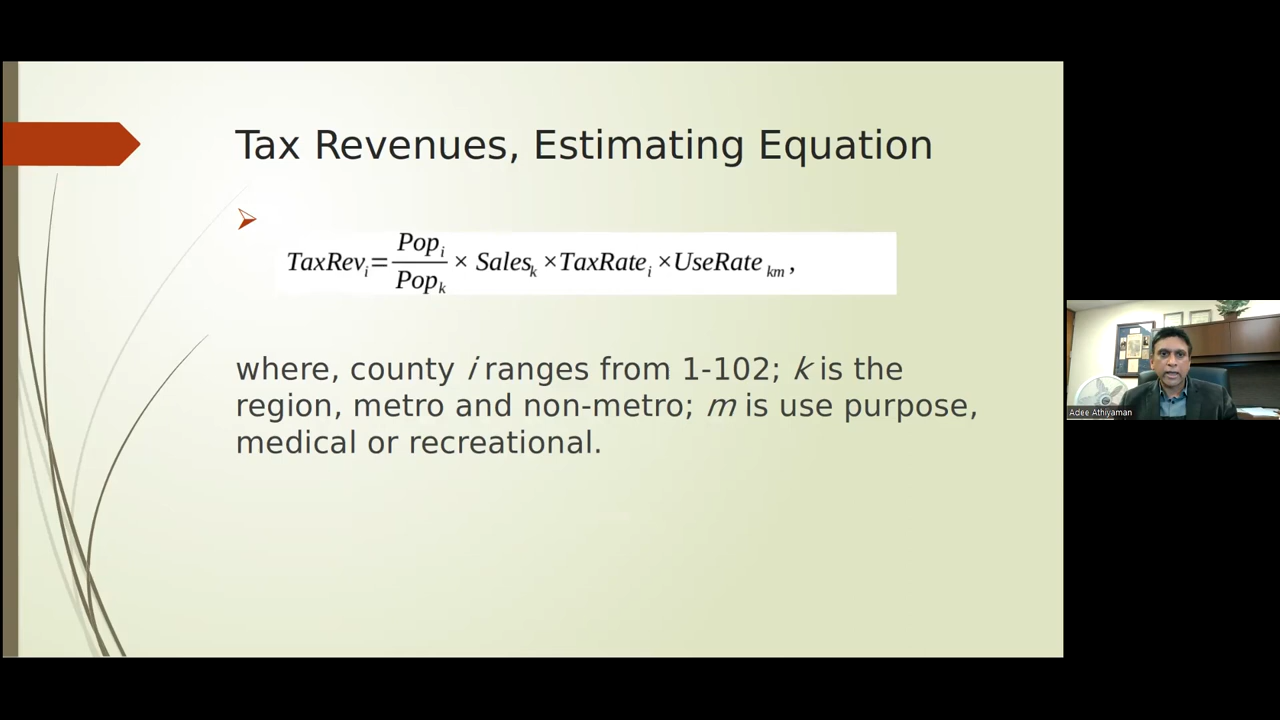 Tax Revenues, Estimating Equation
TaxRev_i = Pop_i / Pop_k × Sales_k × TaxRate_i × UseRate_km ,
where, county i ranges from 1-102; k is the
region, metro and non-metro; m is use purpose,
medical or recreational.
Adee Athiyaman